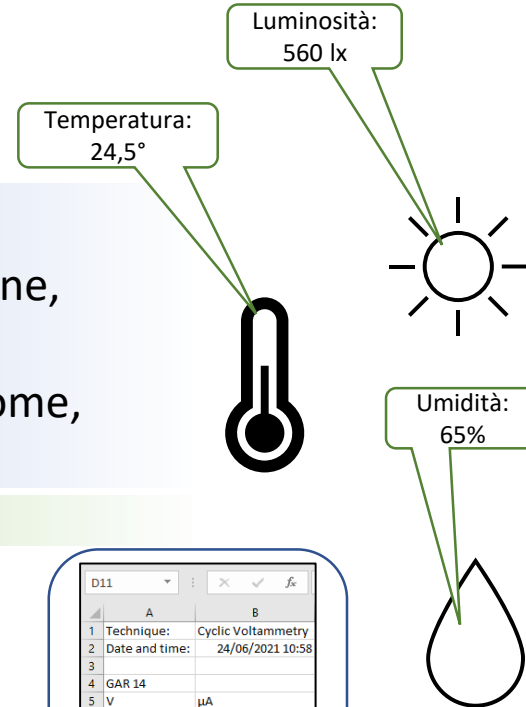 Luminosità:
560 lx
Temperatura:
24,5°
ne,
ome,
Umidità:
65%
D11
fx
A B
1 Technique: Cyclic Voltammetry
2 Date and time: 24/06/2021 10:58
3
4 GAR 14
5 V µA